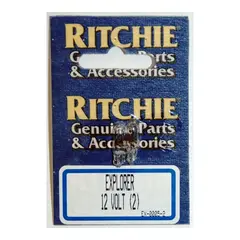 RITCHIE
Genuine Parts
& Accessories
RITCHIE
Genuine Parts
& Accessories
EXPLORER
12 VOLT (2)